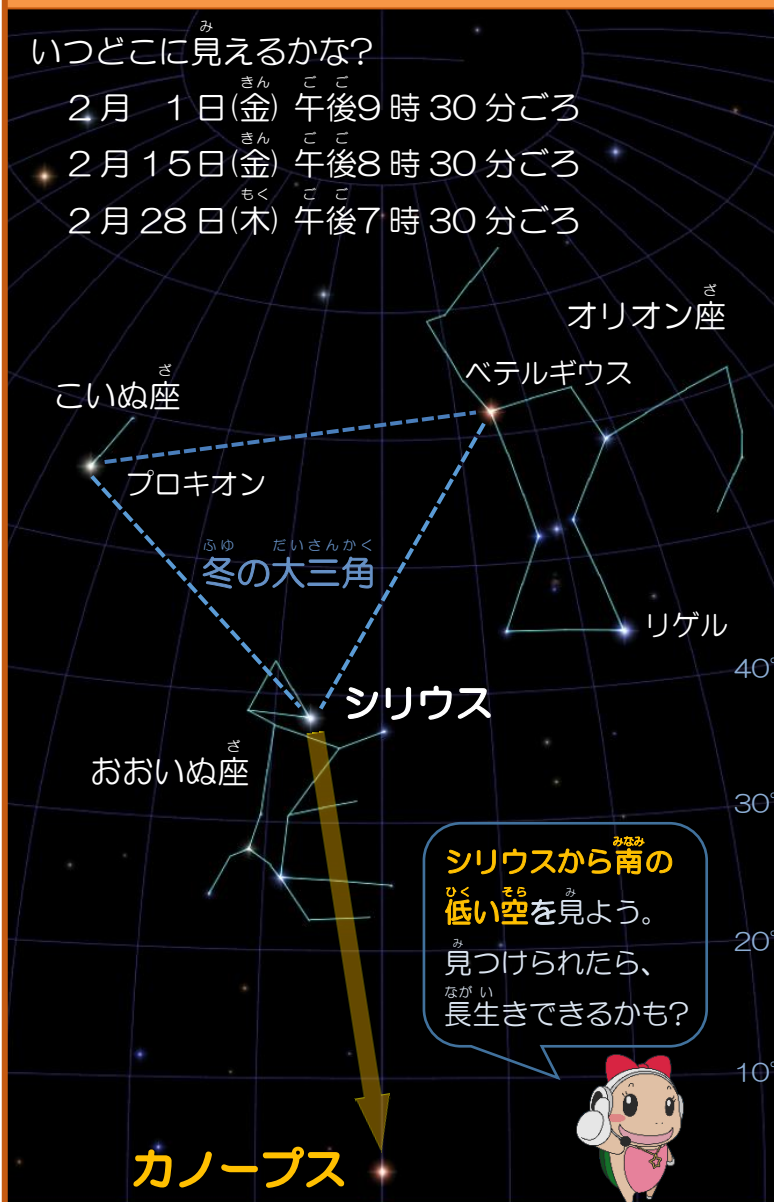 いつどこに見えるかな?
2月 1日(金) 午後9時30分ごろ
2月15日(金) 午後8時30分ごろ
2月28日(木) 午後7時30分ごろ
オリオン座
ベテルギウス
こいぬ座
プロキオン
冬の大三角
リゲル
40°
シリウス
おおいぬ座
30°
シリウスから南の
低い空を見よう。
見つけられたら、
長生きできるかも?
20°
10°
カノープス